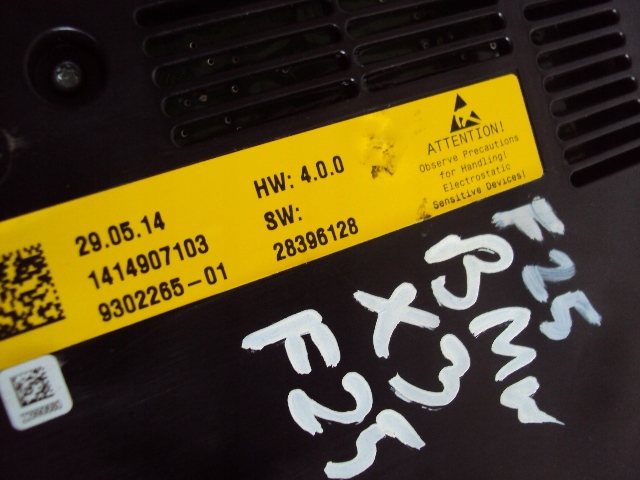 29.05.14
1414907103
9302265-01
HW: 4.0.0
SW:
28396128
ATTENTION!
Observe Precautions
for Handling!
Electrostatic
Sensitive Devices!
F25
BMW
X3
F25